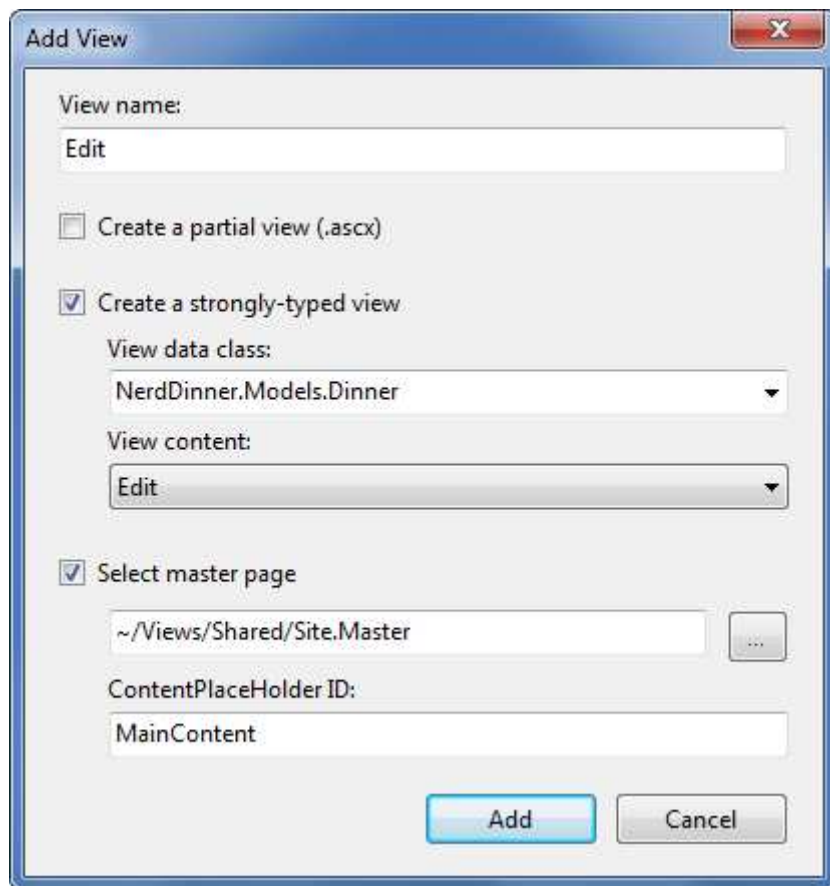 Add View
View name:
Edit
Create a partial view (.ascx)
Create a strongly-typed view
View data class:
NerdDinner.Models.Dinner
View content:
Edit
Select master page
~/Views/Shared/Site.Master
...
ContentPlaceHolder ID:
MainContent
Add Cancel